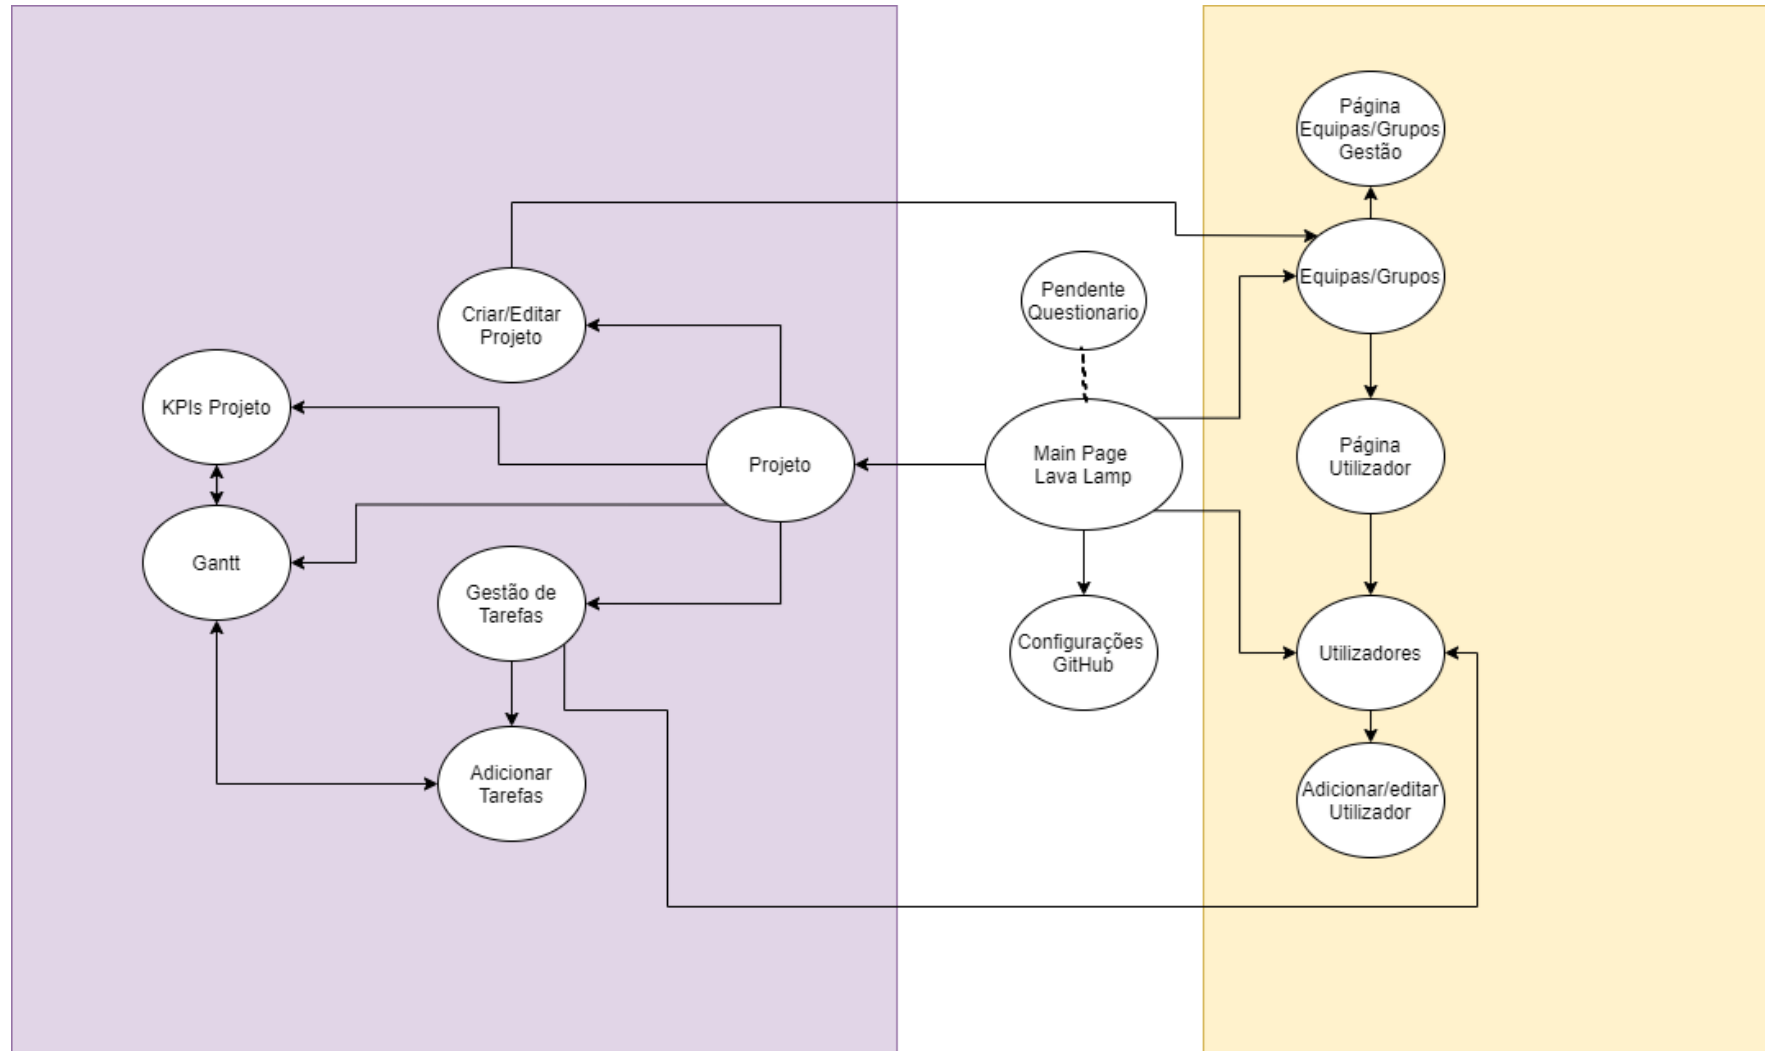 Página
Equipas/Grupos
Gestão
Equipas/Grupos
Pendente
Questionario
Criar/Editar
Projeto
KPIs Projeto
Projeto
Main Page
Lava Lamp
Página
Utilizador
Gantt
Gestão de
Tarefas
Configurações
GitHub
Utilizadores
Adicionar
Tarefas
Adicionar/editar
Utilizador